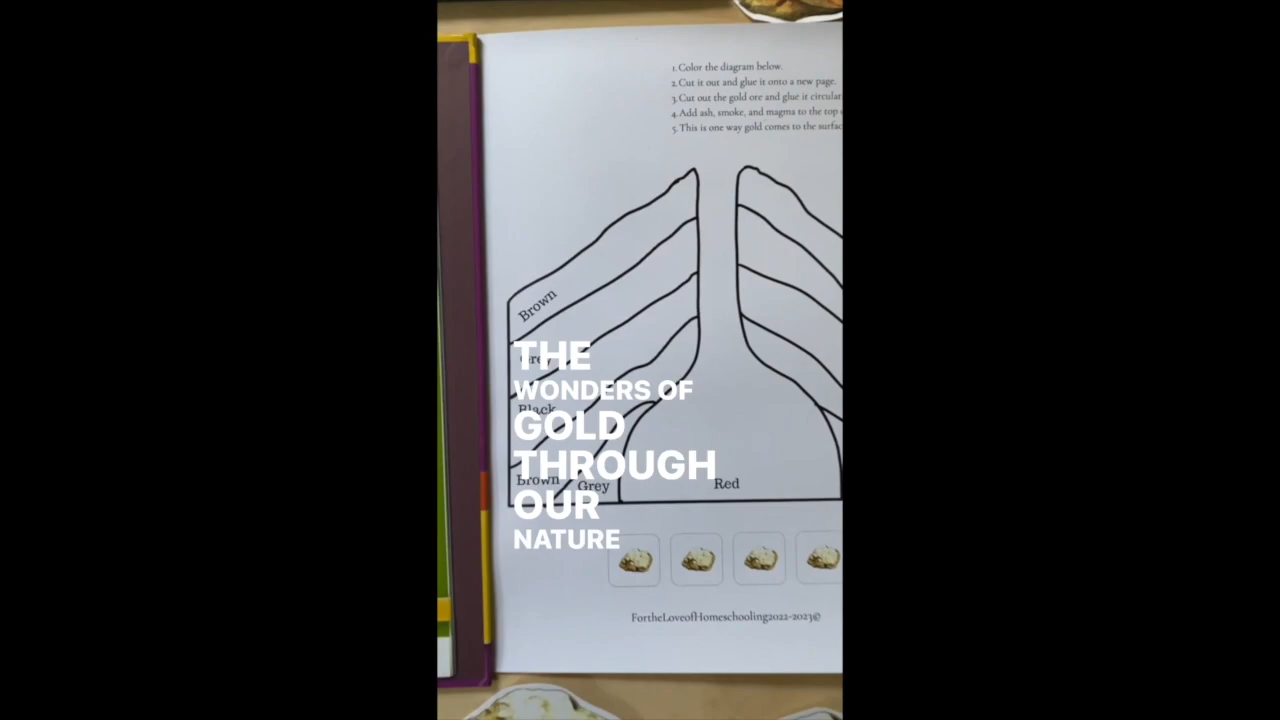 1. Color the diagram below.
2. Cut it out and glue it onto a new page.
3. Cut out the gold ore and glue it
4. Add ash, smoke, and magma to the top
5. This is one way gold comes to the
Brown
Grey
Black
Brown
Grey
Red
THE
WONDERS OF
GOLD
THROUGH
OUR
NATURE
FortheLoveofHomeschooling2022-2023©